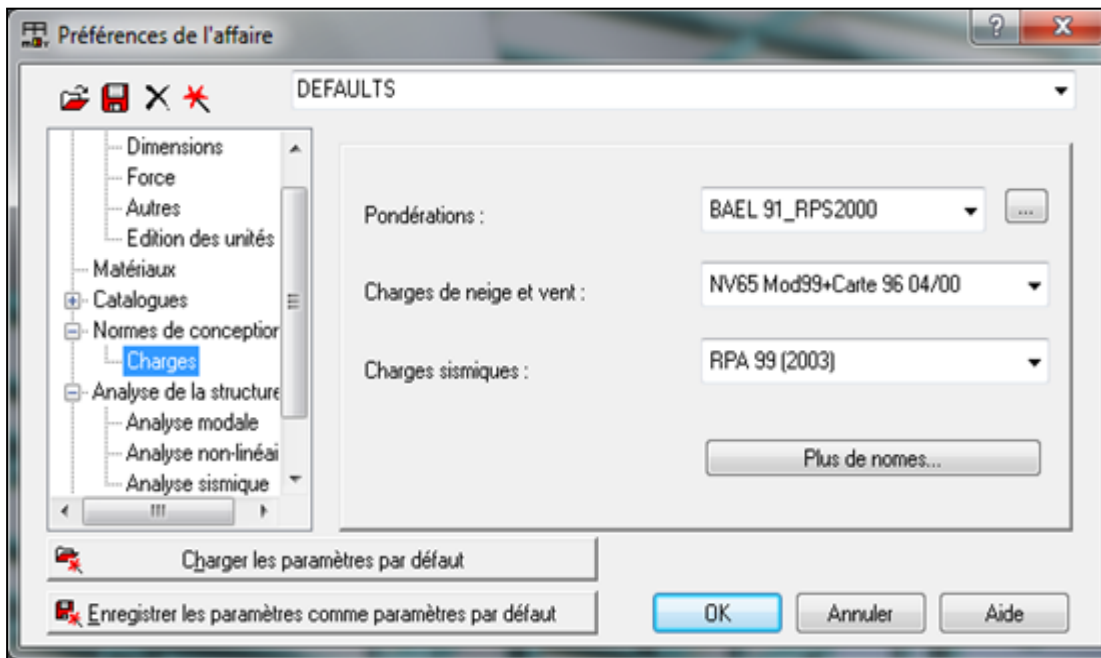 Préférences de l'affaire
DEFAULTS
Dimensions
Force
Autres
Edition des unités
Matériaux
Catalogues
Normes de conception
Charges
Analyse de la structure
Analyse modale
Analyse non-linéai
Analyse sismique
Pondérations :
BAEL 91_RPS2000
...
Charges de neige et vent :
NV65 Mod99+Carte 96 04/00
Charges sismiques :
RPA 99 (2003)
Plus de nomes...
Charger les paramètres par défaut
Enregistrer les paramètres comme paramètres par défaut
OK
Annuler
Aide